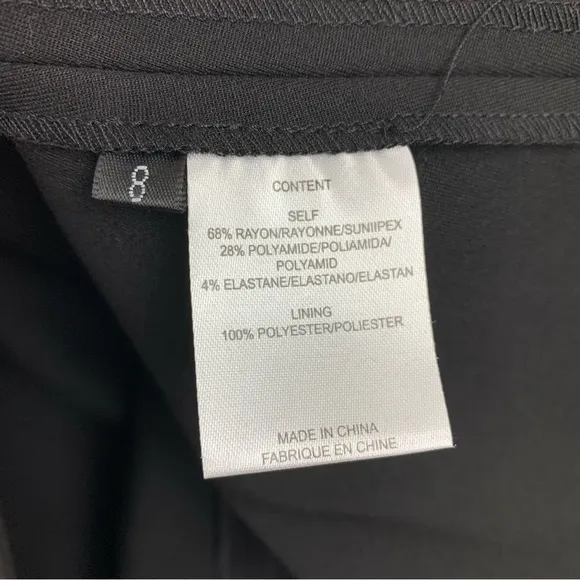 8
CONTENT
SELF
68% RAYON/RAYONNE/SUNIIPEX
28% POLYAMIDE/POLIAMIDA/
POLYAMID
4% ELASTANE/ELASTANO/ELASTAN
LINING
100% POLYESTER/POLIESTER
MADE IN CHINA
FABRIQUE EN CHINE